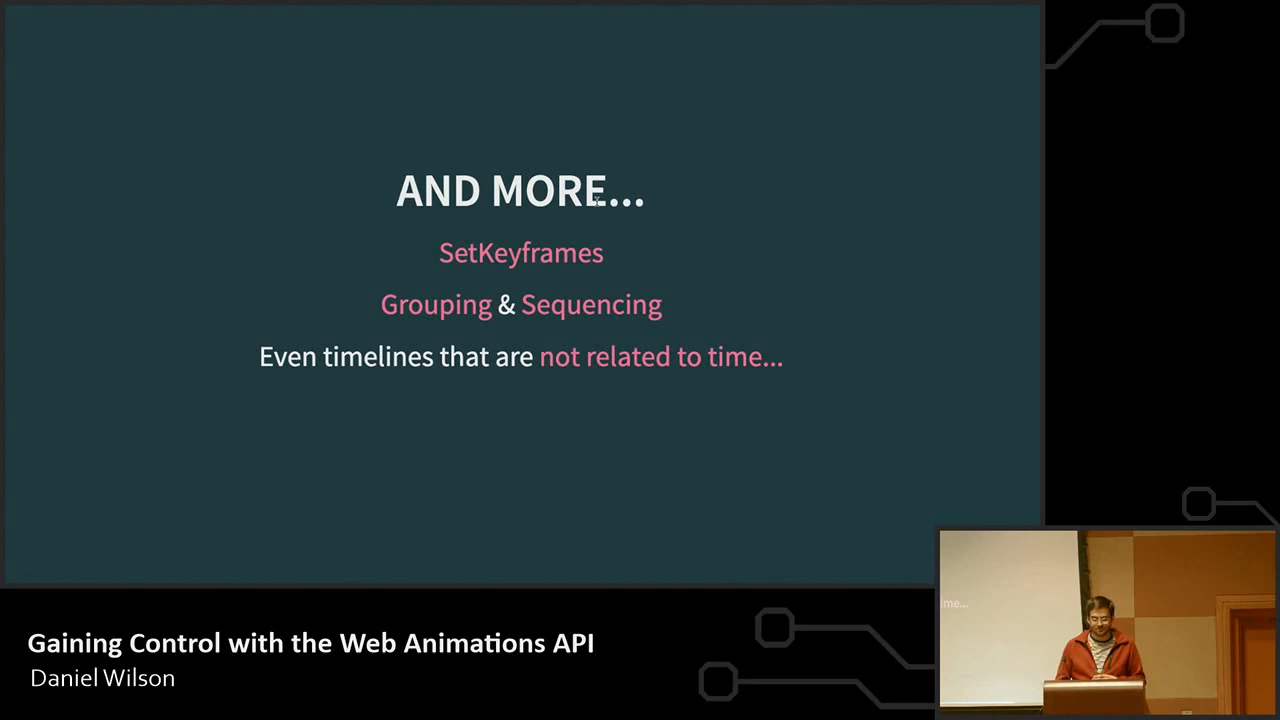 AND MORE...
SetKeyframes
Grouping & Sequencing
Even timelines that are not related to time...
Gaining Control with the Web Animations API
Daniel Wilson
ime...